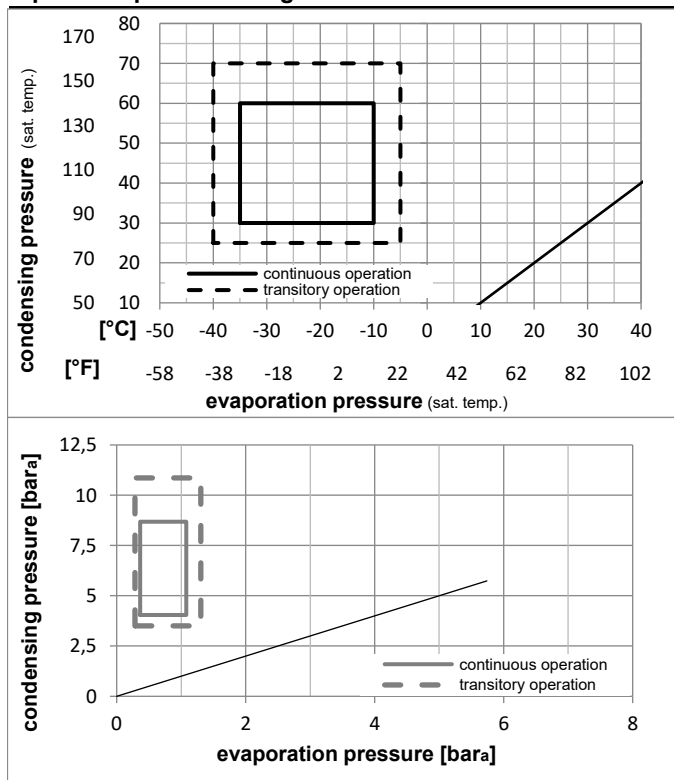 condensing pressure (sat. temp.)
170 80
150 70
130 60
110 50
90 40
70 30
20
50 10
continuous operation
transitory operation
[°C] -50 -40 -30 -20 -10 0 10 20 30 40
[°F] -58 -38 -18 2 22 42 62 82 102
evaporation pressure (sat. temp.)
condensing pressure [bara]
12,5
10
7,5
5
2,5
0
continuous operation
transitory operation
0 2 4 6 8
evaporation pressure [bara]